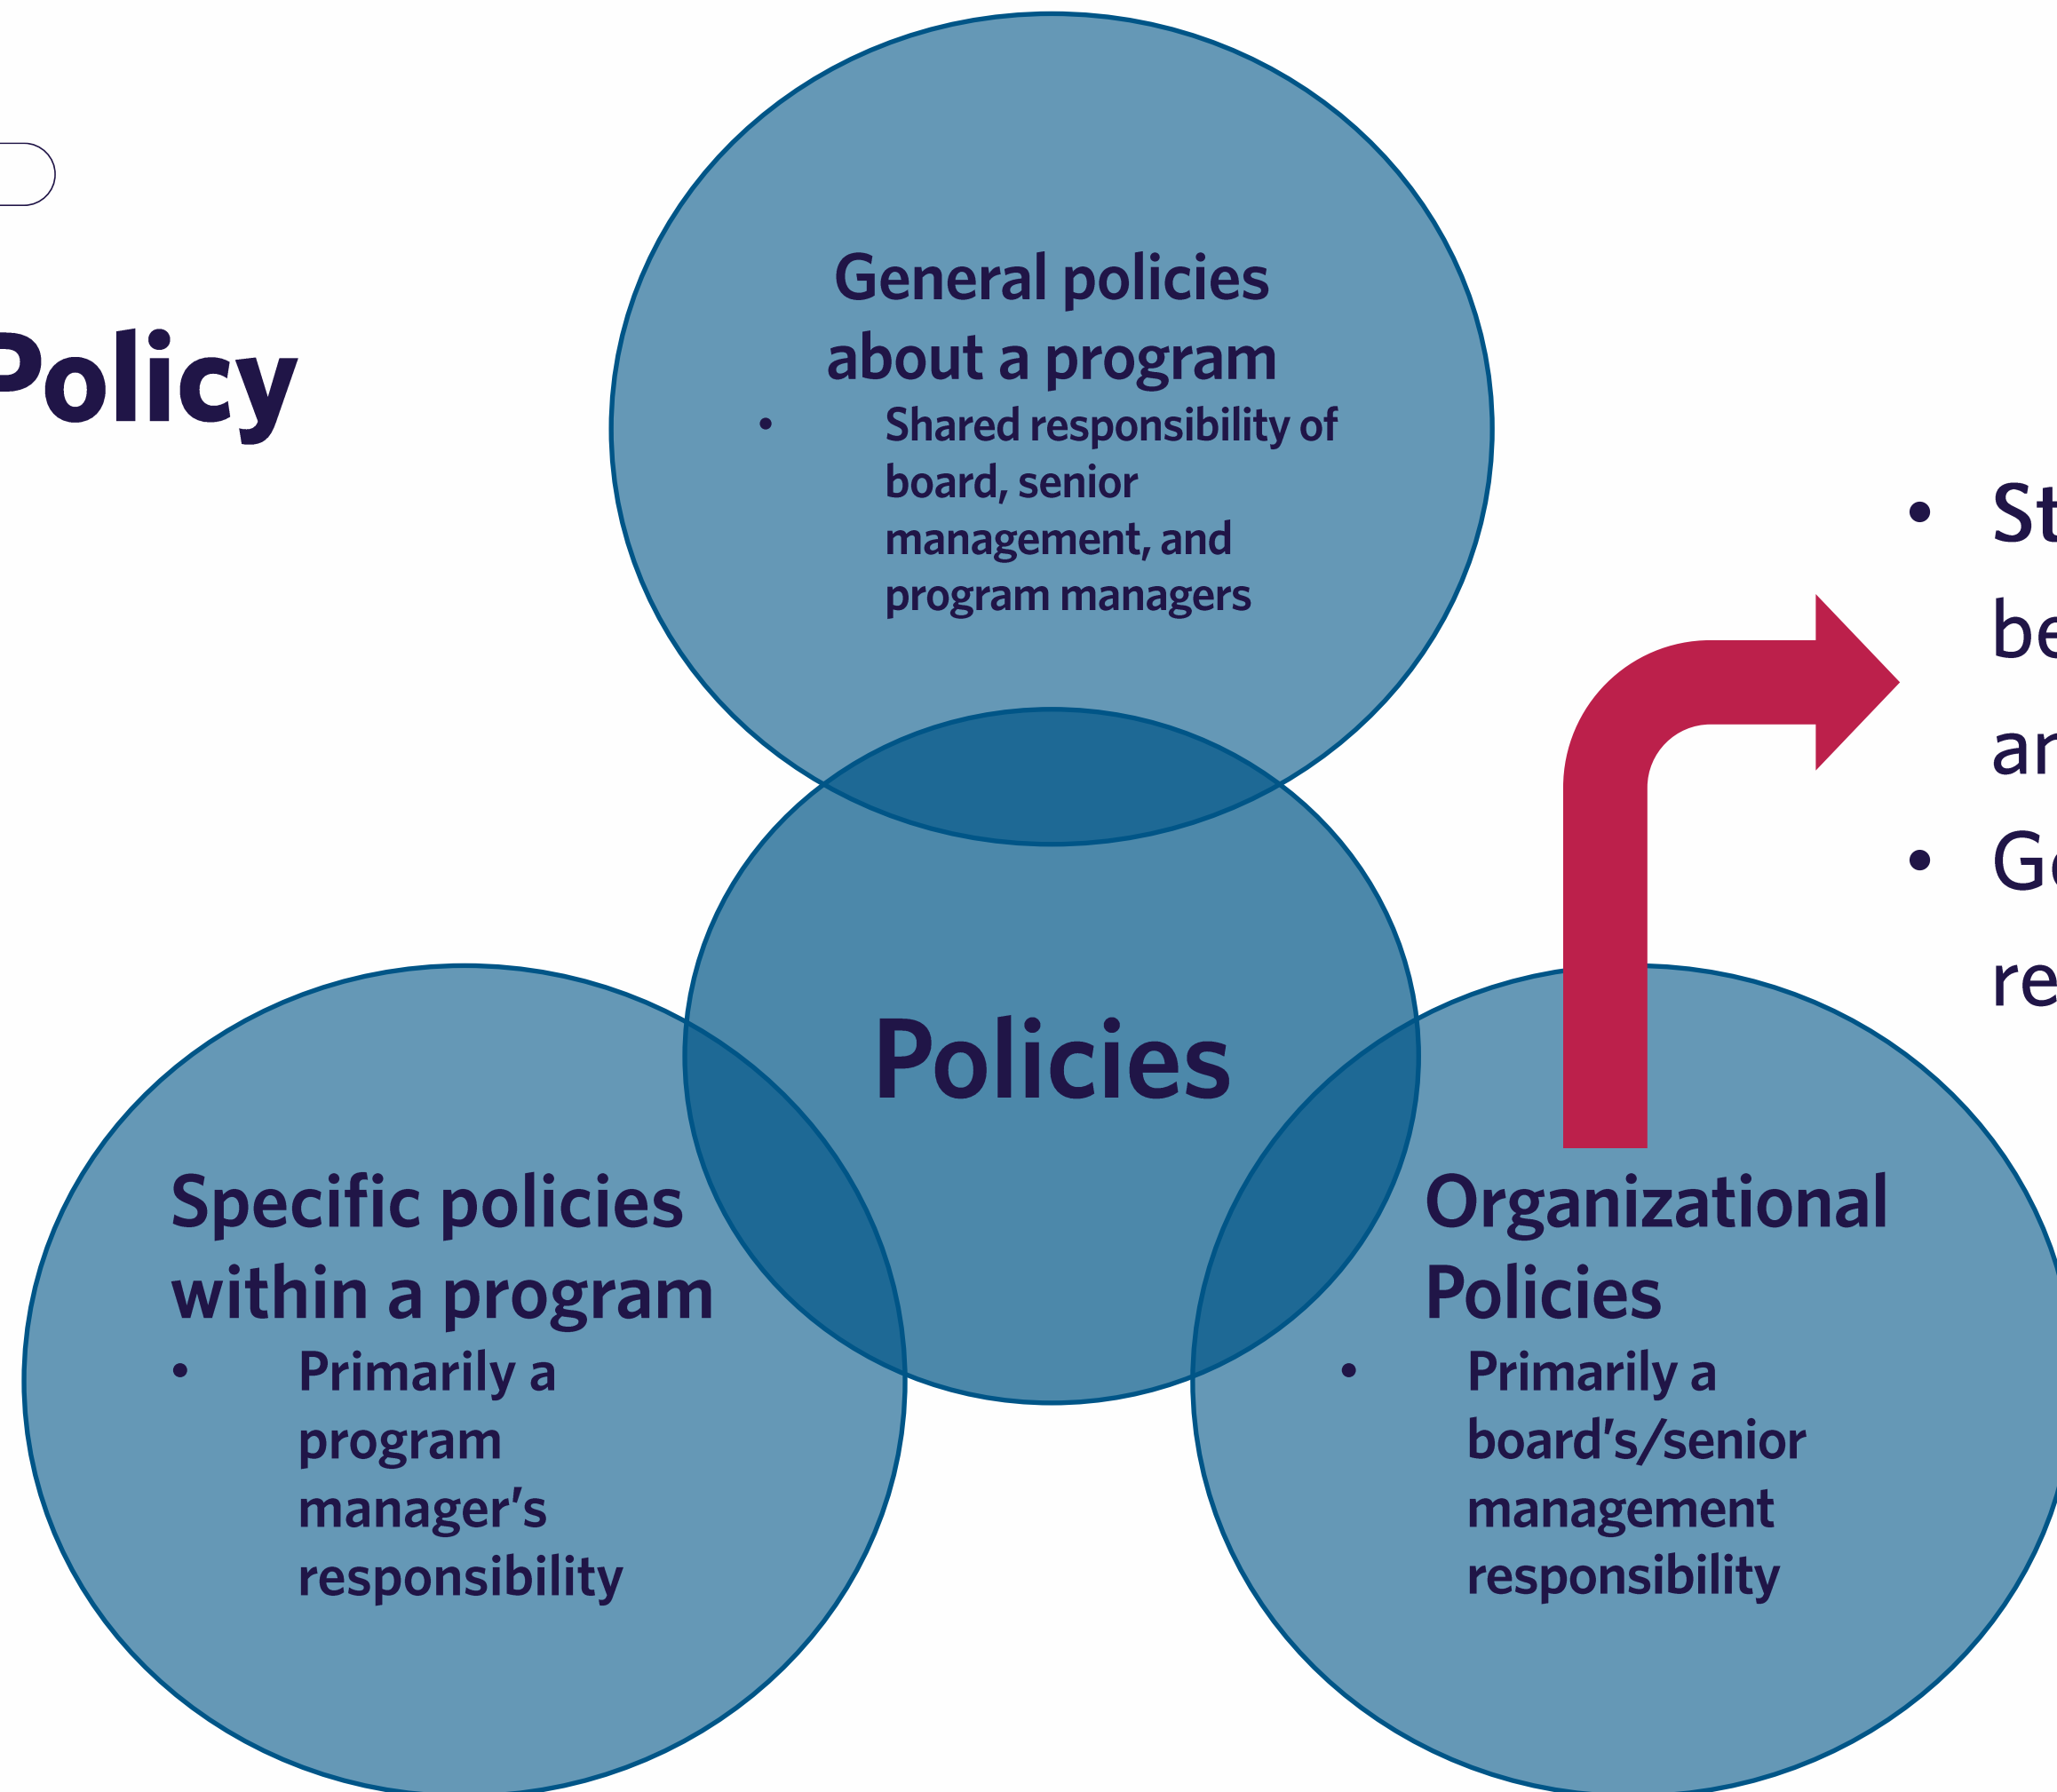 Policy
General policies
about a program
• Shared responsibility of
board, senior
management, and
program managers
Policies
Specific policies
within a program
• Primarily a
program
manager's
responsibility
Organizational
Policies
• Primarily a
board's/senior
management
responsibility